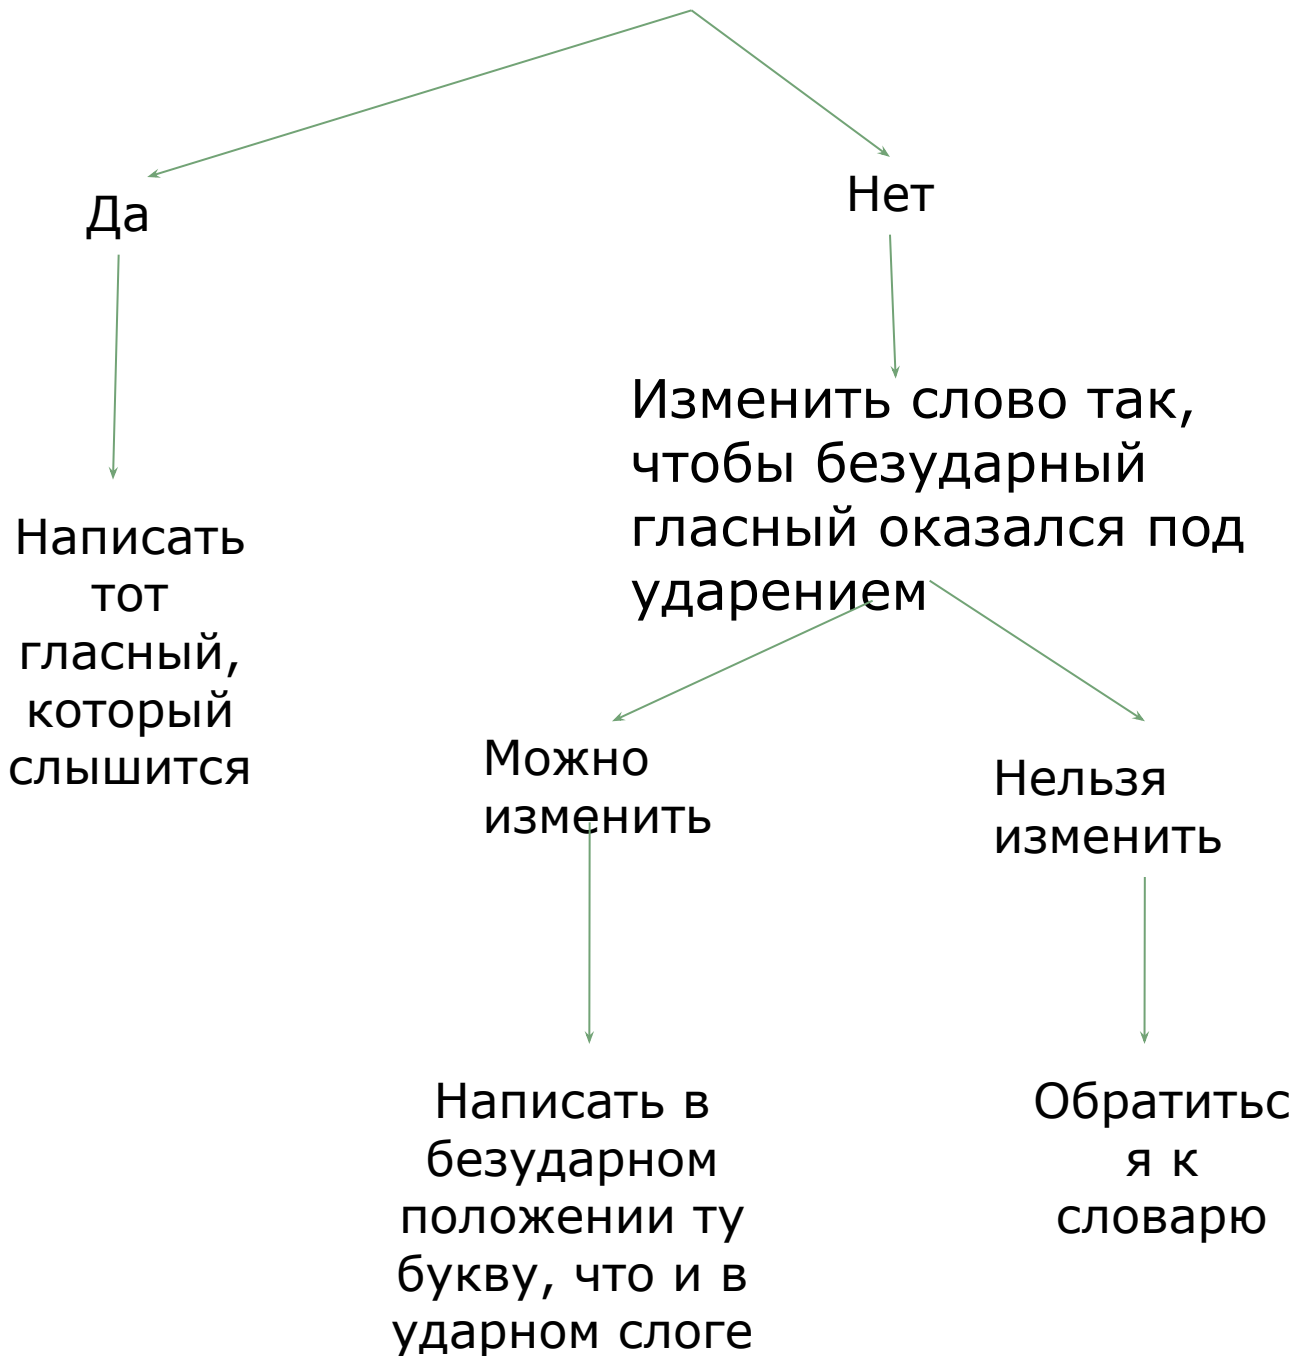 Да
Нет
Написать
тот
гласный,
который
слышится
Изменить слово так,
чтобы безударный
гласный оказался под
ударением
Можно
изменить
Нельзя
изменить
Написать в
безударном
положении ту
букву, что и в
ударном слоге
Обратитьс
я к
словарю